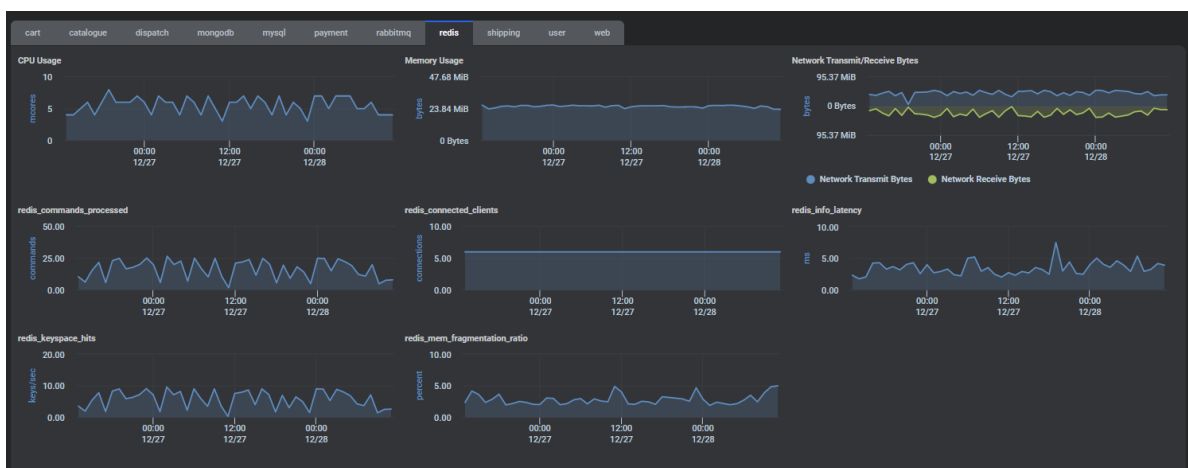 cart catalogue dispatch mongodb mysql payment rabbitmq redis shipping user web
CPU Usage
10
5
0
mcores
00:00 12:00 00:00
12/27 12/27 12/28
Memory Usage
47.68 MiB
23.84 MiB
0 Bytes
bytes
00:00 12:00 00:00
12/27 12/27 12/28
Network Transmit/Receive Bytes
95.37 MiB
0 Bytes
95.37 MiB
bytes
00:00 12:00 00:00
12/27 12/27 12/28
Network Transmit Bytes Network Receive Bytes
redis_commands_processed
50.00
25.00
0.00
commands
00:00 12:00 00:00
12/27 12/27 12/28
redis_connected_clients
10.00
5.00
0.00
connections
00:00 12:00 00:00
12/27 12/27 12/28
redis_info_latency
10.00
5.00
0.00
ms
00:00 12:00 00:00
12/27 12/27 12/28
redis_keyspace_hits
20.00
10.00
0.00
keys/sec
00:00 12:00 00:00
12/27 12/27 12/28
redis_mem_fragmentation_ratio
10.00
5.00
0.00
percent
00:00 12:00 00:00
12/27 12/27 12/28